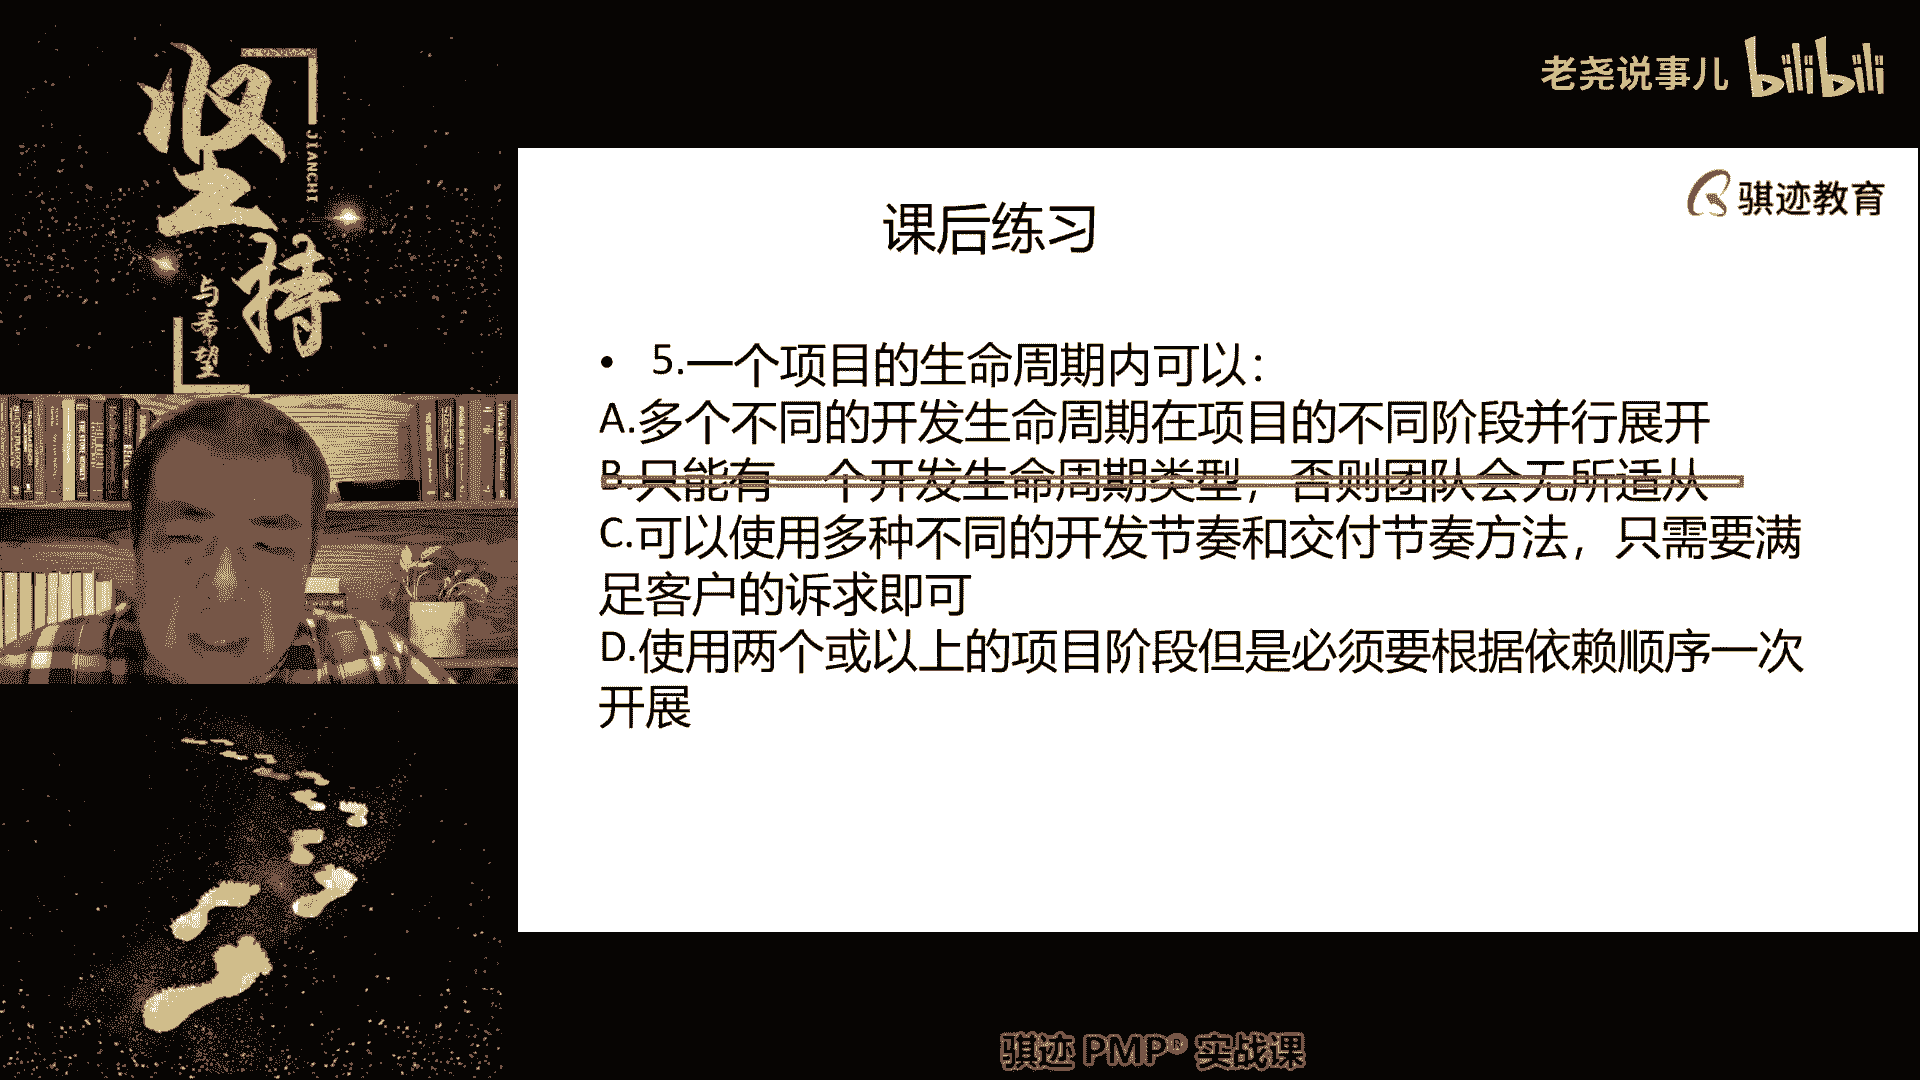 坚持
JIANCHI
与希望
老尧说事儿 bilibili
骐迹教育
课后练习
• 5.一个项目的生命周期内可以：
A.多个不同的开发生命周期在项目的不同阶段并行展开
B.只能有一个开发生命周期类型，否则团队会无所适从
C.可以使用多种不同的开发节奏和交付节奏方法，只需要满
足客户的诉求即可
D.使用两个或以上的项目阶段但是必须要根据依赖顺序一次
开展
骐迹 PMP® 实战课